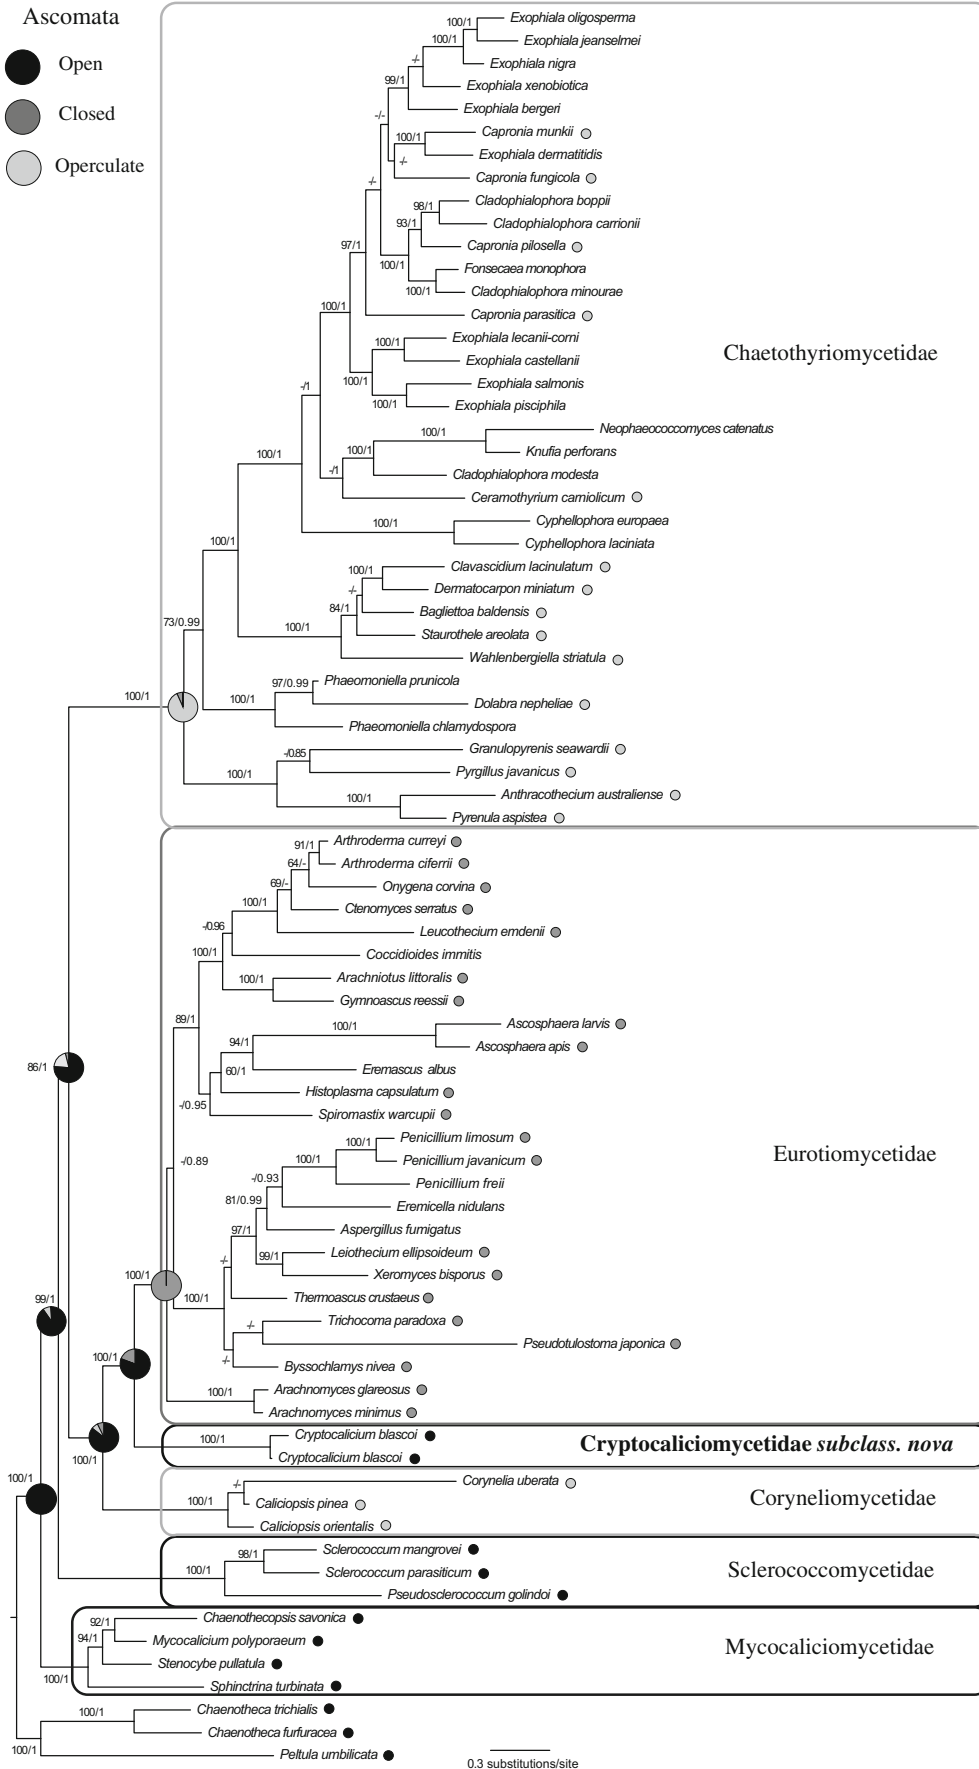 Ascomata
Open
Closed
Operculate
100/1
Exophiala oligosperma
100/1
Exophiala jeanselmei
-/-
Exophiala nigra
99/1
Exophiala xenobiotica
-/-
Exophiala bergeri
100/1
Capronia munkii
-/-
Exophiala dermatitidis
-/-
Capronia fungicola
98/1
Cladophialophora boppii
93/1
Cladophialophora carrionii
97/1
Capronia pilosella
100/1
Fonsecaea monophora
100/1
Cladophialophora minourae
100/1
Capronia parasitica
100/1
Exophiala lecanii-corni
Exophiala castellanii
Chaetothyriomycetidae
100/1
Exophiala salmonis
-/1
100/1
Exophiala pisciphila
100/1
Neophaeococcomyces catenatus
100/1
Knufia perforans
100/1
-/1
Cladophialophora modesta
Ceramothyrium carniolicum
100/1
Cyphellophora europaea
100/1
Cyphellophora laciniata
100/1
Clavascidium lacinulatum
-/-
Dermatocarpon miniatum
84/1
Bagliettoa baldensis
73/0.99
100/1
Staurothele areolata
Wahlenbergiella striatula
97/0.99
Phaeomoniella prunicola
100/1
100/1
Dolabra nepheliae
Phaeomoniella chlamydospora
-/0.85
Granulopyrenis seawardii
100/1
Pyrgillus javanicus
100/1
Anthracothecium australiense
Pyrenula aspistea
91/1
Arthroderma curreyi
64/-
Arthroderma ciferrii
69/-
Onygena corvina
100/1
Ctenomyces serratus
-/0.96
Leucothecium emdenii
100/1
Coccidioides immitis
100/1
Arachniotus littoralis
Gymnoascus reessii
89/1
100/1
Ascosphaera larvis
94/1
Ascosphaera apis
86/1
60/1
Eremascus albus
-/0.95
Histoplasma capsulatum
Spiromastix warcupii
100/1
Penicillium limosum
-/0.89
100/1
Penicillium javanicum
Eurotiomycetidae
-/0.93
Penicillium freii
81/0.99
Eremicella nidulans
97/1
Aspergillus fumigatus
99/1
Leiothecium ellipsoideum
-/-
100/1
Xeromyces bisporus
99/1
100/1
Thermoascus crustaeus
-/-
Trichocoma paradoxa
Pseudotulostoma japonica
100/1
-/-
Byssochlamys nivea
100/1
Arachnomyces glareosus
Arachnomyces minimus
100/1
Cryptocalicium blascoi
Cryptocaliciomycetidae subclass. nova
100/1
Cryptocalicium blascoi
100/1
-/-
Corynelia uberata
100/1
Caliciopsis pinea
Coryneliomycetidae
Caliciopsis orientalis
98/1
Sclerococcum mangrovei
100/1
Sclerococcum parasiticum
Sclerococcomycetidae
Pseudosclerococcum golindoi
92/1
Chaenothecopsis savonica
94/1
Mycocalicium polyporaeum
Mycocaliciomycetidae
100/1
Stenocybe pullatula
Sphinctrina turbinata
100/1
Chaenotheca trichialis
Chaenotheca furfuracea
100/1
Peltula umbilicata
0.3 substitutions/site